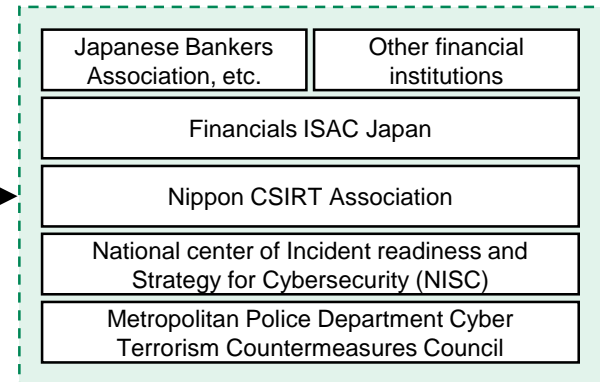 Japanese Bankers
Association, etc.
Other financial
institutions
Financials ISAC Japan
Nippon CSIRT Association
National center of Incident readiness and
Strategy for Cybersecurity (NISC)
Metropolitan Police Department Cyber
Terrorism Countermeasures Council